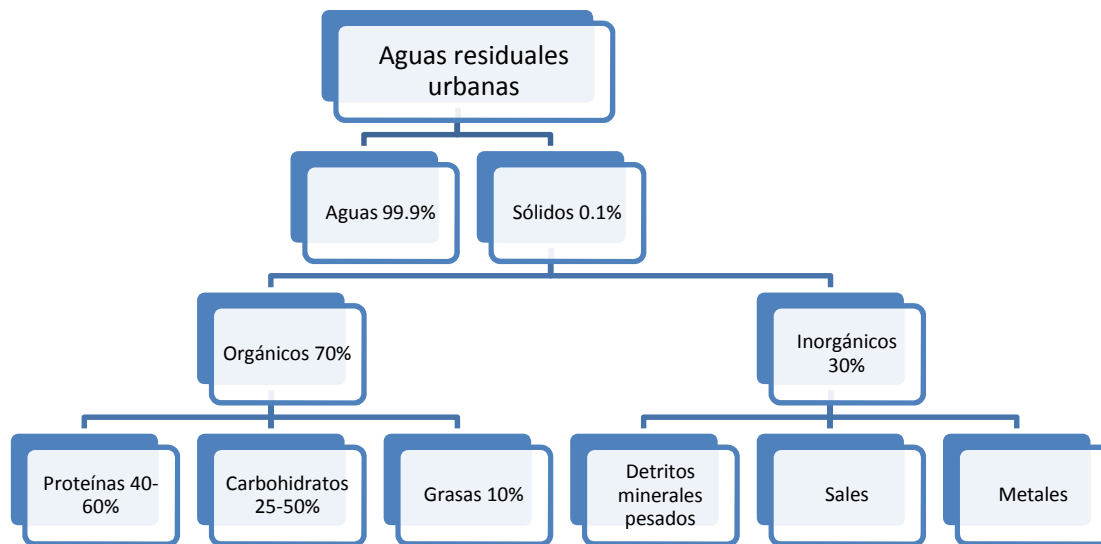 Aguas residuales
urbanas
Aguas 99.9%
Sólidos 0.1%
Orgánicos 70%
Inorgánicos
30%
Proteínas 40-
60%
Carbohidratos
25-50%
Grasas 10%
Detritos
minerales
pesados
Sales
Metales